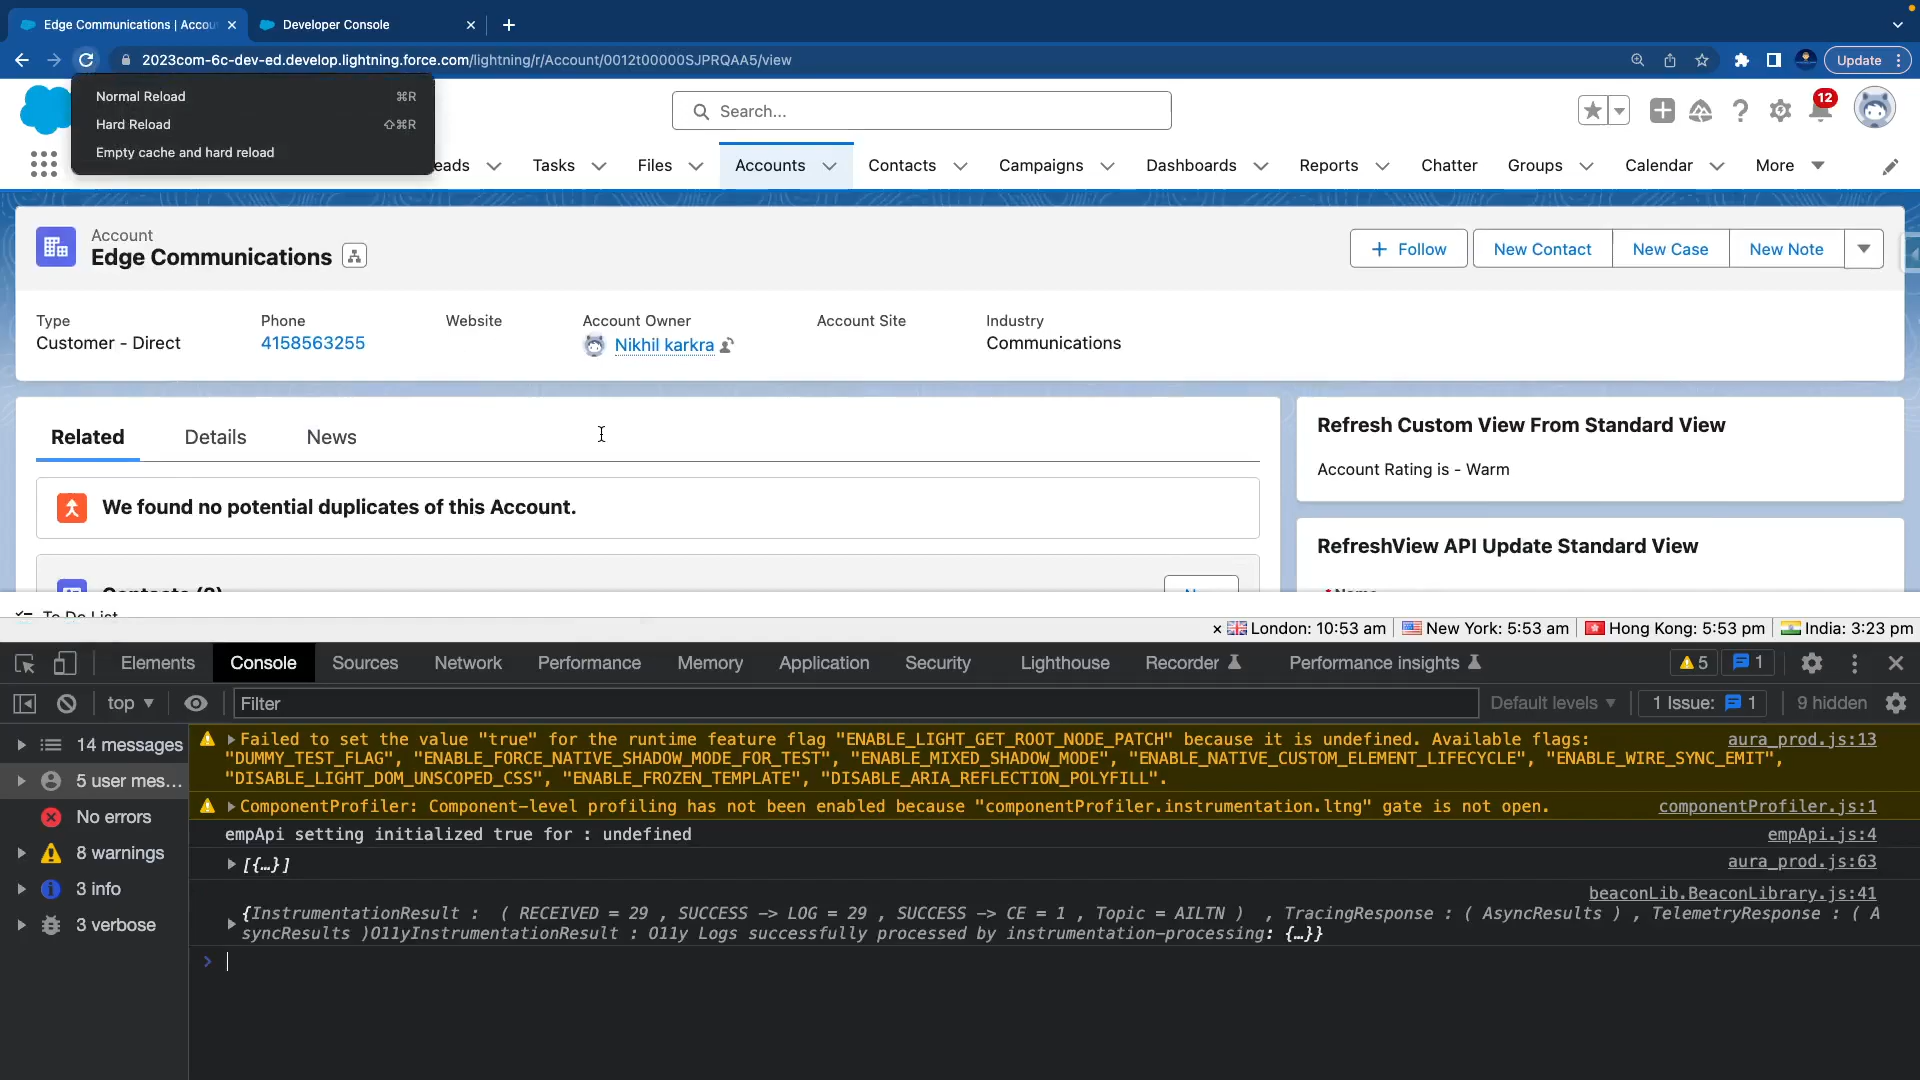 Edge Communications | Accou
Developer Console
2023com-6c-dev-ed.develop.lightning.force.com/lightning/r/Account/0012t00000SJPRQAA5/view
Update
Normal Reload ⌘R
Hard Reload ⇧⌘R
Empty cache and hard reload
Search...
12
eads
Tasks
Files
Accounts
Contacts
Campaigns
Dashboards
Reports
Chatter
Groups
Calendar
More
Account
Edge Communications
Follow
New Contact
New Case
New Note
Type
Customer - Direct
Phone
4158563255
Website
Account Owner
Nikhil karkra
Account Site
Industry
Communications
Related
Details
News
We found no potential duplicates of this Account.
Refresh Custom View From Standard View
Account Rating is - Warm
RefreshView API Update Standard View
To Do List
× London: 10:53 am
New York: 5:53 am
Hong Kong: 5:53 pm
India: 3:23 pm
Elements
Console
Sources
Network
Performance
Memory
Application
Security
Lighthouse
Recorder
Performance insights
5
1
top
Filter
Default levels
1 Issue: 1
9 hidden
14 messages
5 user mes...
No errors
8 warnings
3 info
3 verbose
Failed to set the value "true" for the runtime feature flag "ENABLE_LIGHT_GET_ROOT_NODE_PATCH" because it is undefined. Available flags: aura_prod.js:13
"DUMMY_TEST_FLAG", "ENABLE_FORCE_NATIVE_SHADOW_MODE_FOR_TEST", "ENABLE_MIXED_SHADOW_MODE", "ENABLE_NATIVE_CUSTOM_ELEMENT_LIFECYCLE", "ENABLE_WIRE_SYNC_EMIT",
"DISABLE_LIGHT_DOM_UNSCOPED_CSS", "ENABLE_FROZEN_TEMPLATE", "DISABLE_ARIA_REFLECTION_POLYFILL".
ComponentProfiler: Component-level profiling has not been enabled because "componentProfiler.instrumentation.ltng" gate is not open. componentProfiler.js:1
empApi setting initialized true for : undefined empApi.js:4
[{…}] aura_prod.js:63
beaconLib.BeaconLibrary.js:41
{InstrumentationResult : ( RECEIVED = 29 , SUCCESS -> LOG = 29 , SUCCESS -> CE = 1 , Topic = AILTN ) , TracingResponse : ( AsyncResults ) , TelemetryResponse : ( A
syncResults )O11yInstrumentationResult : O11y Logs successfully processed by instrumentation-processing: {…}}